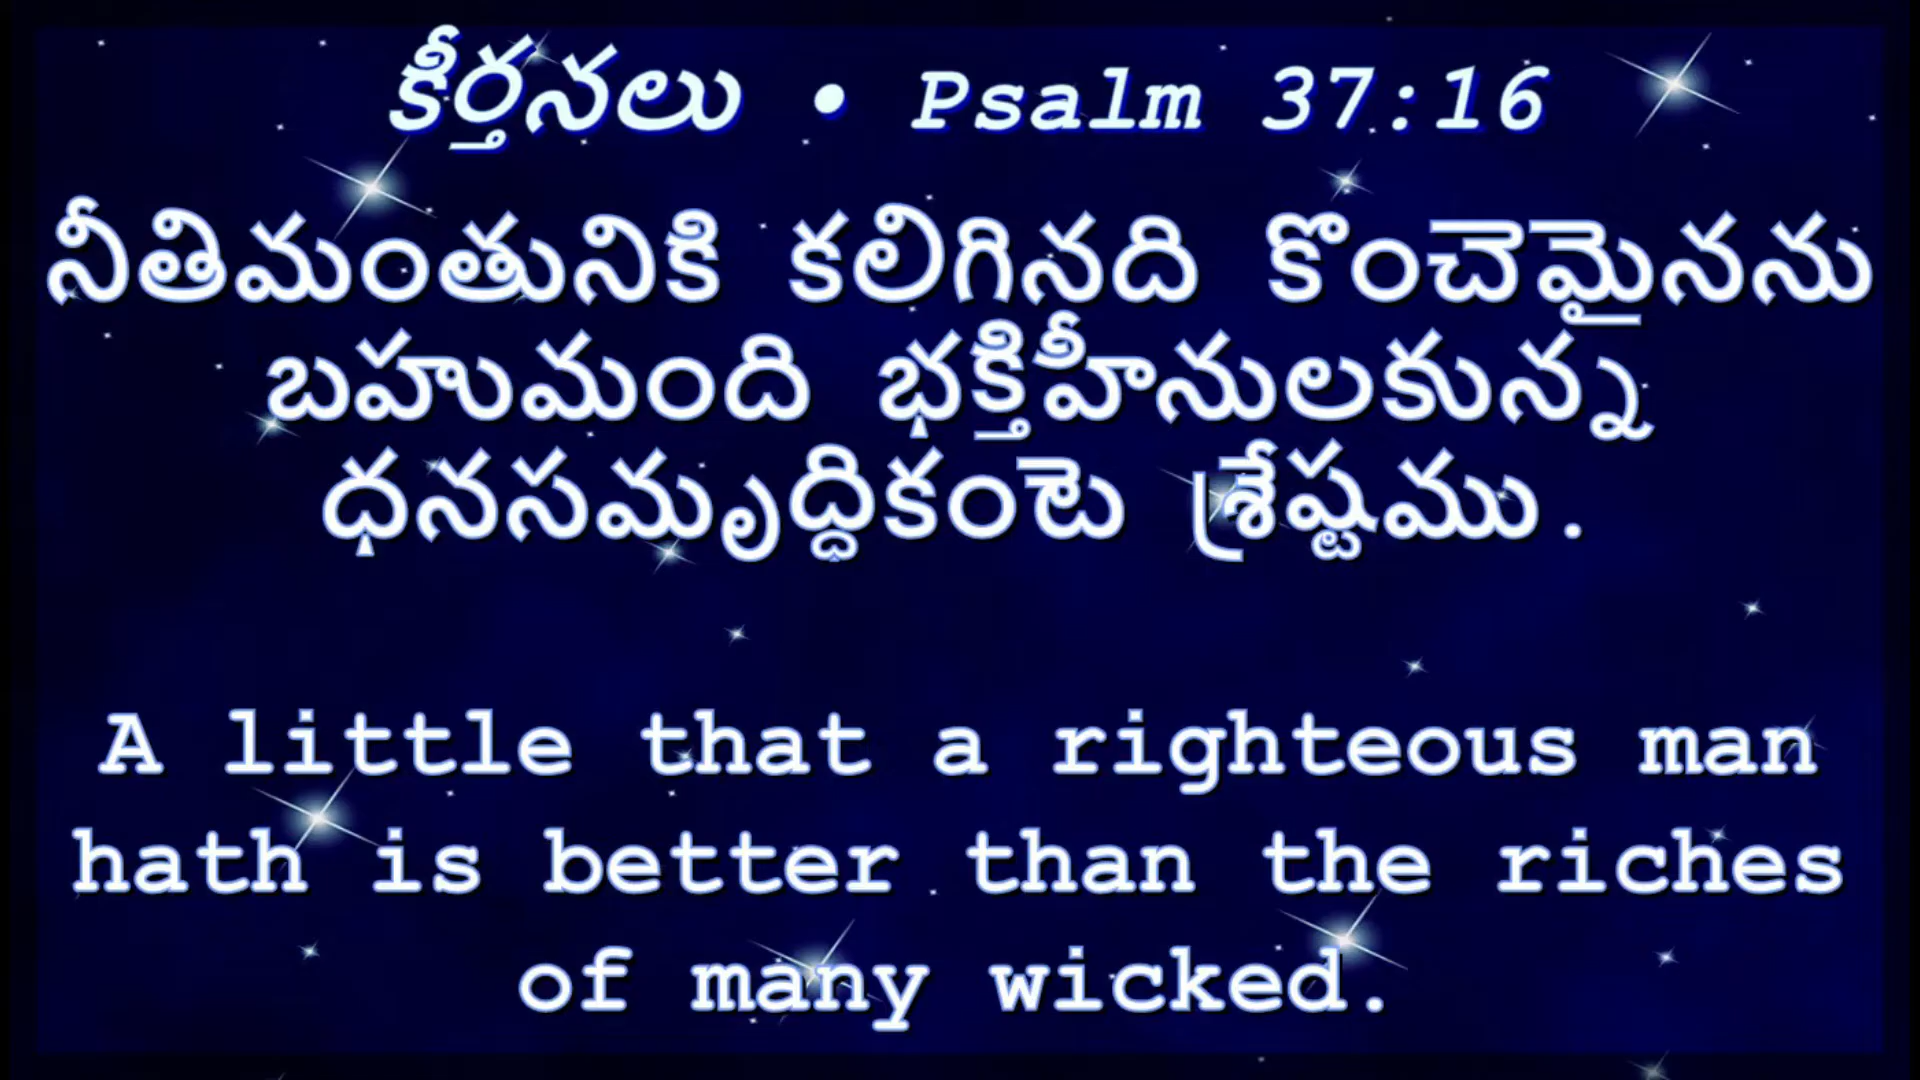 కీర్తనలు • Psalm 37:16
నీతిమంతునికి కలిగినది కొంచెమైనను
బహుమంది భక్తిహీనులకున్న
ధనసమృద్దికంటె శ్రేష్టము.
A little that a righteous man
hath is better than the riches
of many wicked.